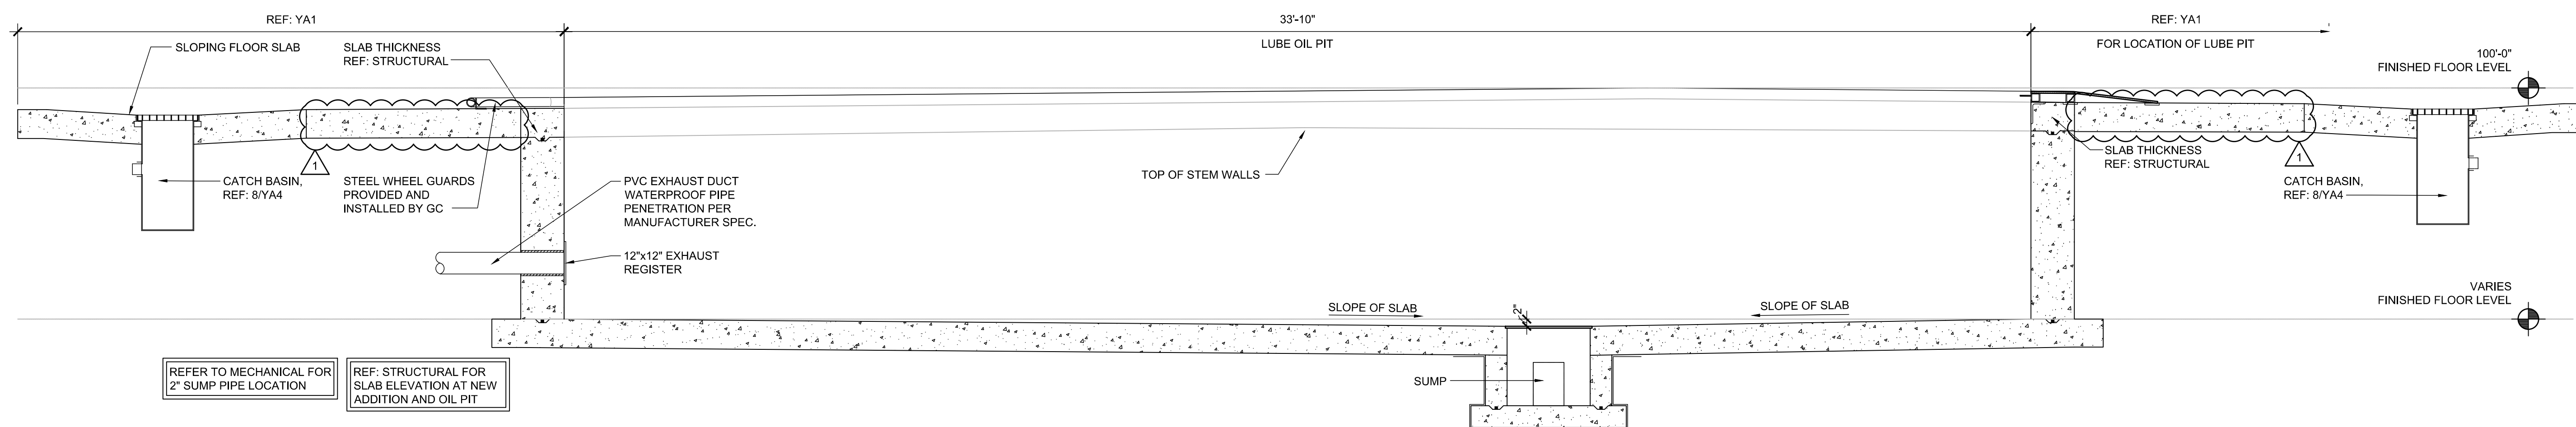 REF: YA1
33'-10"
LUBE OIL PIT
REF: YA1
FOR LOCATION OF LUBE PIT
SLOPING FLOOR SLAB
SLAB THICKNESS
REF: STRUCTURAL
100'-0"
FINISHED FLOOR LEVEL
1
CATCH BASIN,
REF: 8/YA4
STEEL WHEEL GUARDS
PROVIDED AND
INSTALLED BY GC
PVC EXHAUST DUCT
WATERPROOF PIPE
PENETRATION PER
MANUFACTURER SPEC.
12"x12" EXHAUST
REGISTER
TOP OF STEM WALLS
SLAB THICKNESS
REF: STRUCTURAL
1
CATCH BASIN,
REF: 8/YA4
SLOPE OF SLAB
2"
SLOPE OF SLAB
VARIES
FINISHED FLOOR LEVEL
SUMP
REFER TO MECHANICAL FOR
2" SUMP PIPE LOCATION
REF: STRUCTURAL FOR
SLAB ELEVATION AT NEW
ADDITION AND OIL PIT